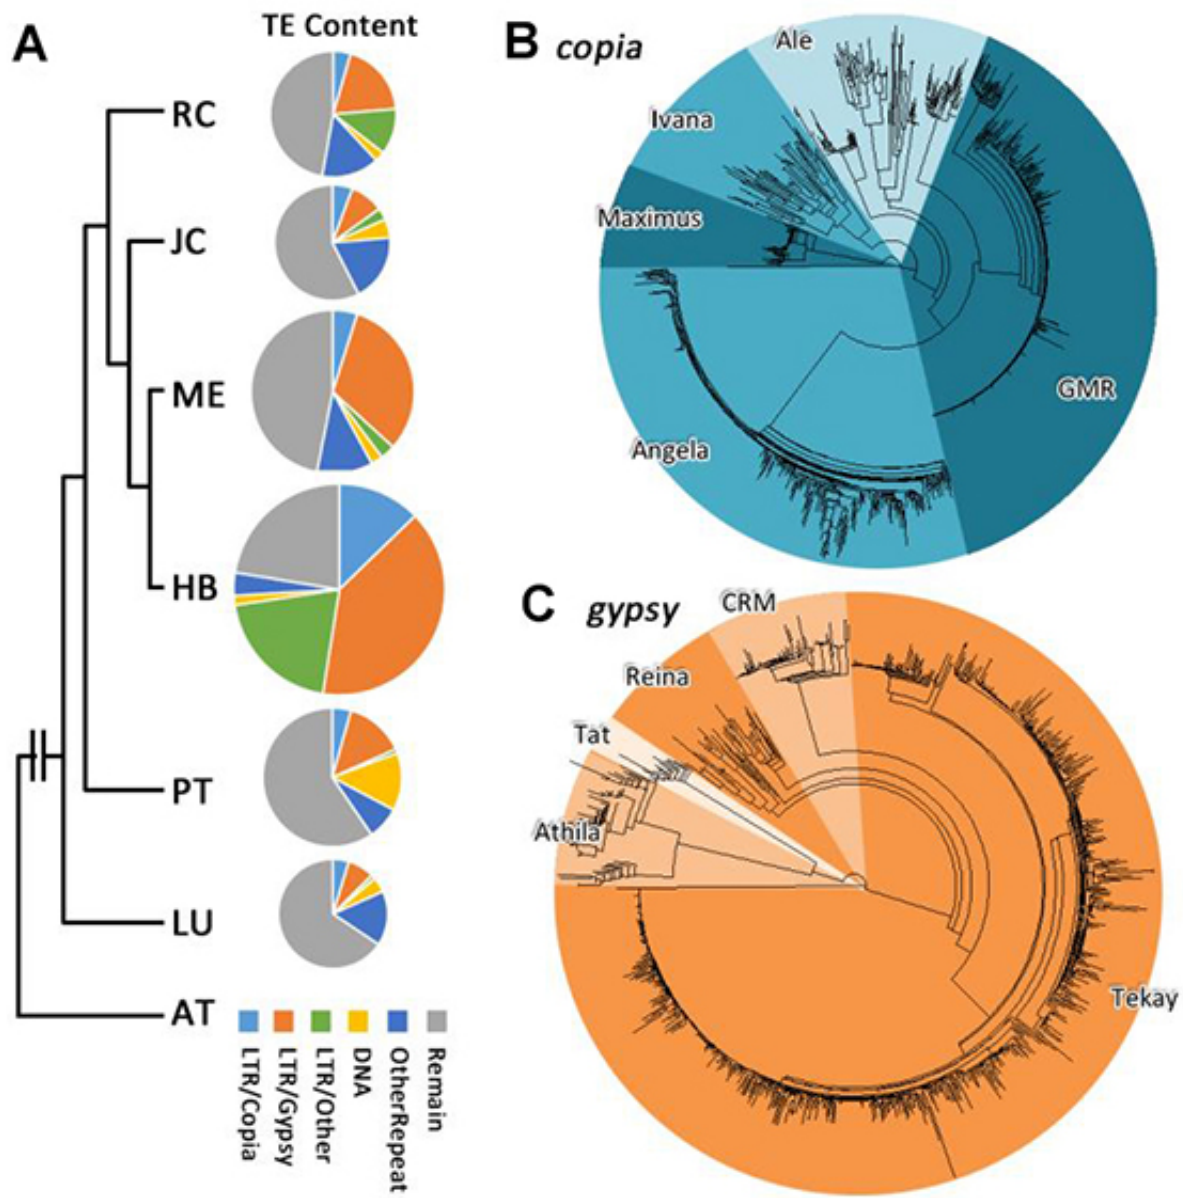 A
TE Content
RC
JC
ME
HB
PT
LU
AT
LTR/Copia
LTR/Gypsy
LTR/Other
DNA
OtherRepeat
Remain
B
copia
Ale
Ivana
Maximus
Angela
GMR
C
gypsy
CRM
Reina
Tat
Athila
Tekay